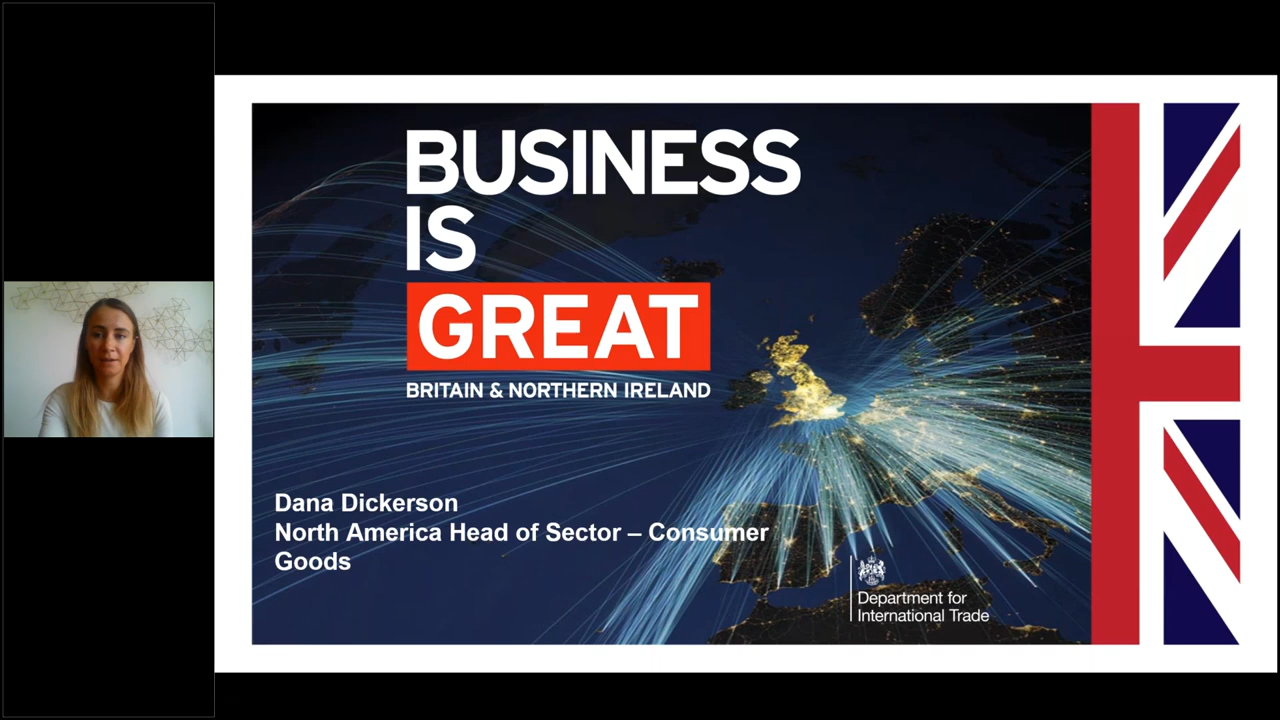 BUSINESS
IS
GREAT
BRITAIN & NORTHERN IRELAND
Dana Dickerson
North America Head of Sector – Consumer
Goods
Department for
International Trade